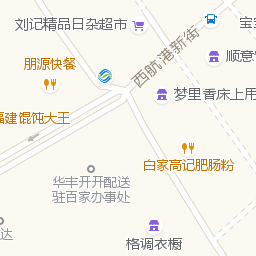 刘记精品日杂超市
宝
朋源快餐
西航港新街
顺意
梦里香床上用
福建馄饨大王
白家高记肥肠粉
华丰开开配送
驻百家办事处
达
格调衣橱